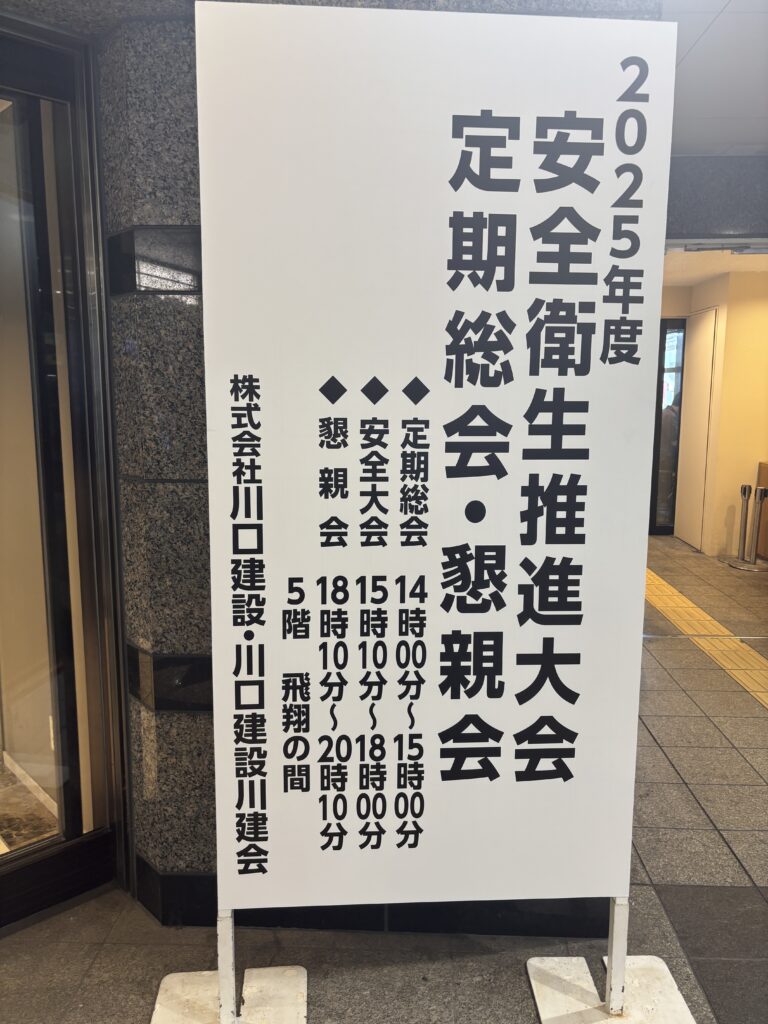 2025年度
安全衛生推進大会
定期総会・懇親会
◆定期総会 14時00分~15時00分
◆安全大会 15時10分~18時00分
◆懇親会 18時10分~20時10分
5階 飛翔の間
株式会社川口建設・川口建設川建会